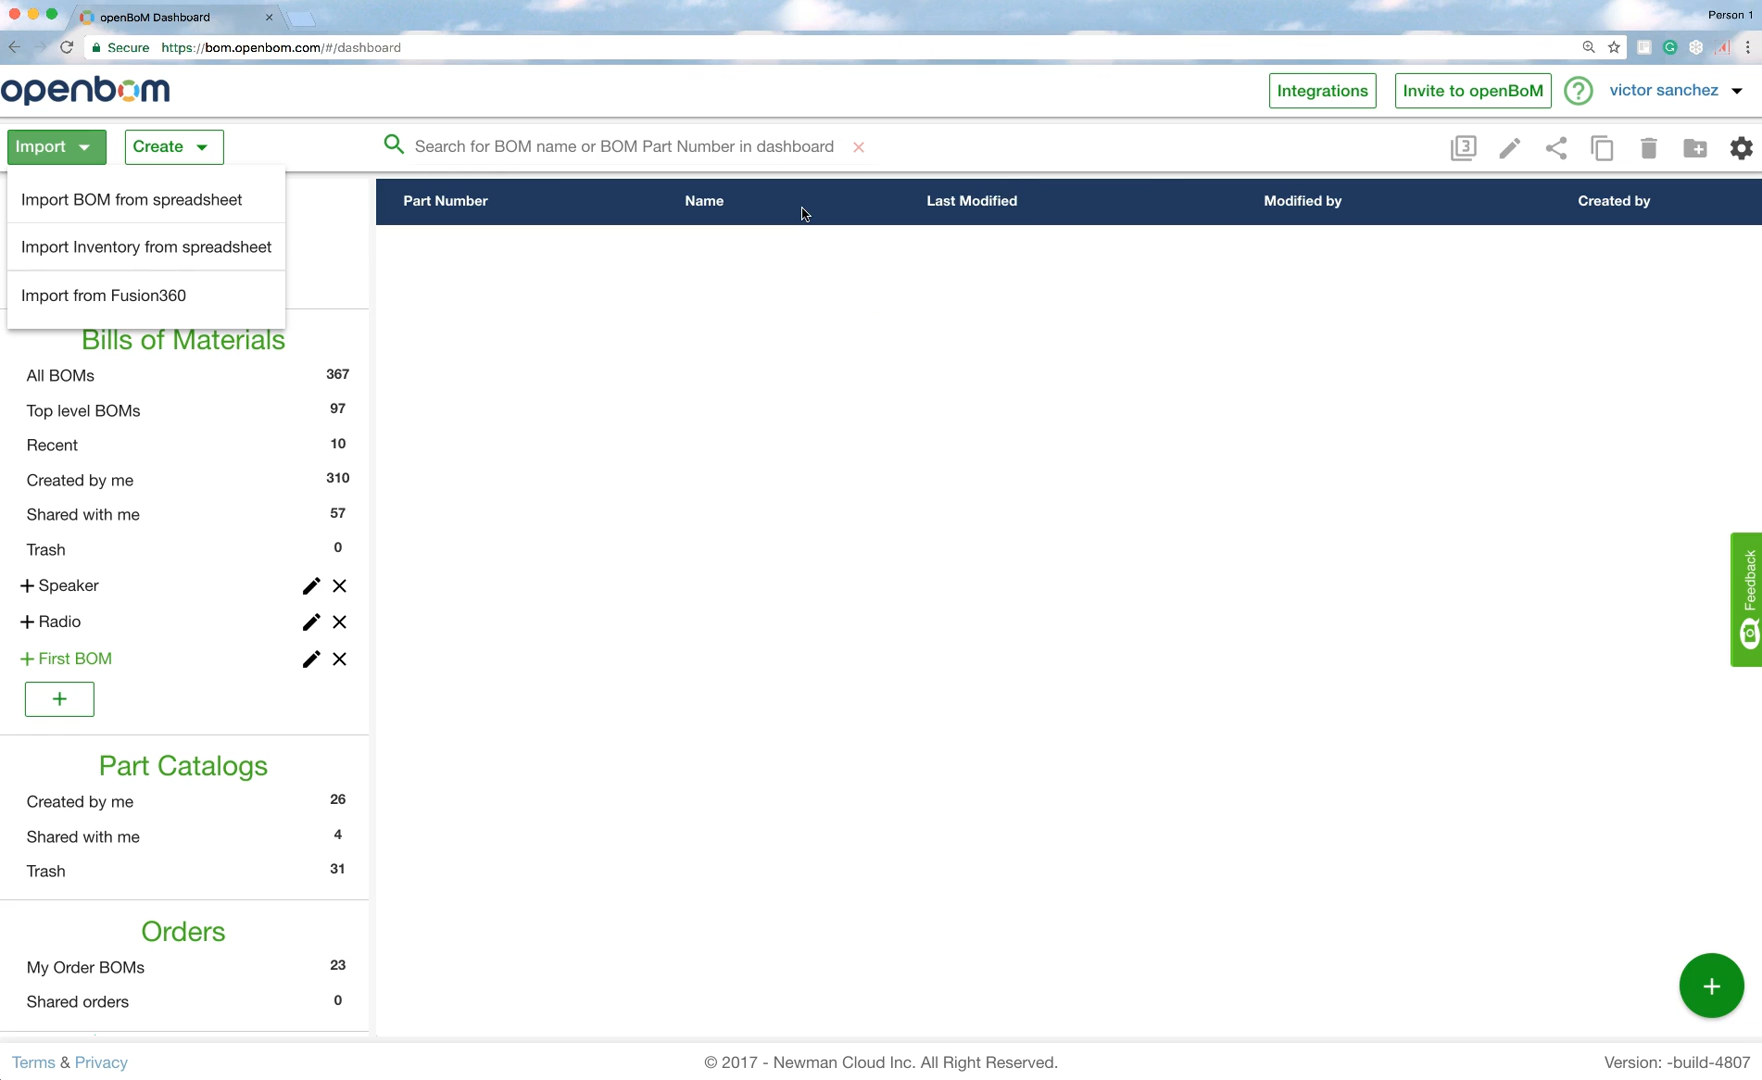 openBoM Dashboard
Person 1
Secure https://bom.openbom.com/#/dashboard
openbom
Integrations
Invite to openBoM
victor sanchez
Import
Create
Search for BOM name or BOM Part Number in dashboard
3
Import BOM from spreadsheet
Import Inventory from spreadsheet
Import from Fusion360
Part Number Name Last Modified Modified by Created by
Bills of Materials
All BOMs 367
Top level BOMs 97
Recent 10
Created by me 310
Shared with me 57
Trash 0
+ Speaker
+ Radio
+ First BOM
+
Part Catalogs
Created by me 26
Shared with me 4
Trash 31
Orders
My Order BOMs 23
Shared orders 0
Feedback
+
Terms & Privacy
© 2017 - Newman Cloud Inc. All Right Reserved.
Version: -build-4807